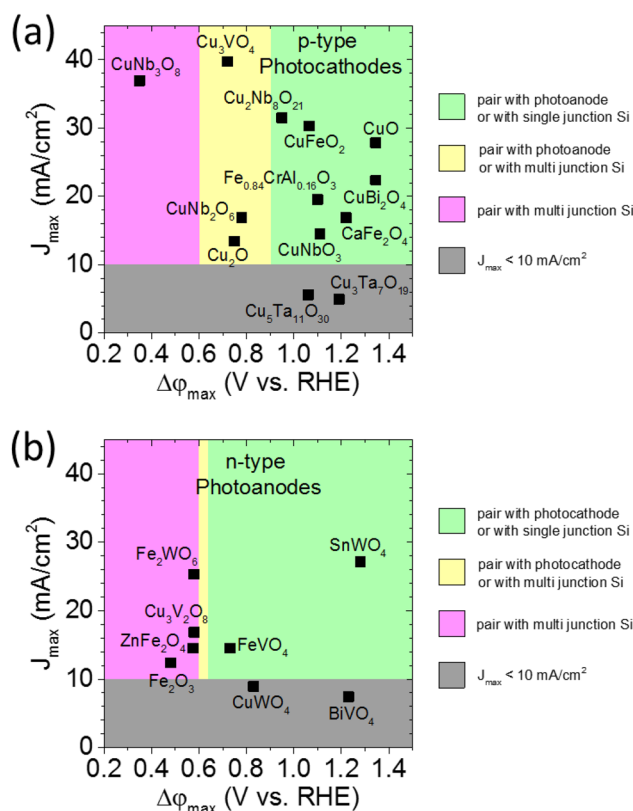 (a)
p-type
Photocathodes
CuNb₃O₈
Cu₃VO₄
Cu₂Nb₈O₂₁
CuFeO₂
CuO
Fe₀.₈₄CrAl₀.₁₆O₃
CuBi₂O₄
CuNb₂O₆
CaFe₂O₄
Cu₂O
CuNbO₃
Cu₃Ta₇O₁₉
Cu₅Ta₁₁O₃₀
40
30
20
10
0
J_max (mA/cm²)
0.2 0.4 0.6 0.8 1.0 1.2 1.4
Δφ_max (V vs. RHE)
pair with photoanode
or with single junction Si
pair with photoanode
or with multi junction Si
pair with multi junction Si
J_max < 10 mA/cm²
(b)
n-type
Photoanodes
Fe₂WO₆
SnWO₄
Cu₃V₂O₈
ZnFe₂O₄
FeVO₄
Fe₂O₃
CuWO₄
BiVO₄
40
30
20
10
0
J_max (mA/cm²)
0.2 0.4 0.6 0.8 1.0 1.2 1.4
Δφ_max (V vs. RHE)
pair with photocathode
or with single junction Si
pair with photocathode
or with multi junction Si
pair with multi junction Si
J_max < 10 mA/cm²